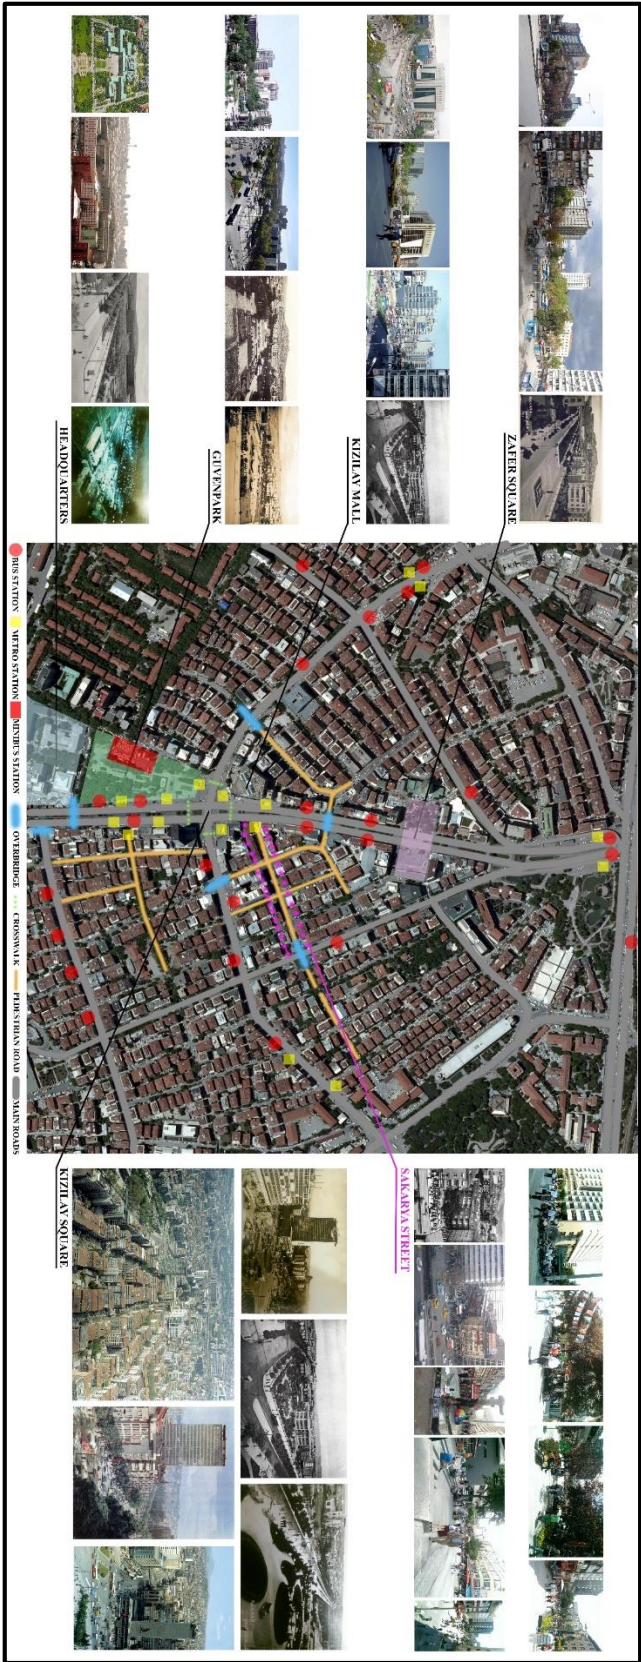 ZAFER SQUARE
KIZILAY MALL
GUVENPARK
HEADQUARTERS
SAKARYA STREET
KIZILAY SQUARE
BUS STATION
METRO STATION
MINIBUS STATION
OVERBRIDGE
CROSSWALK
PEDESTRIAN ROAD
MAIN ROADS